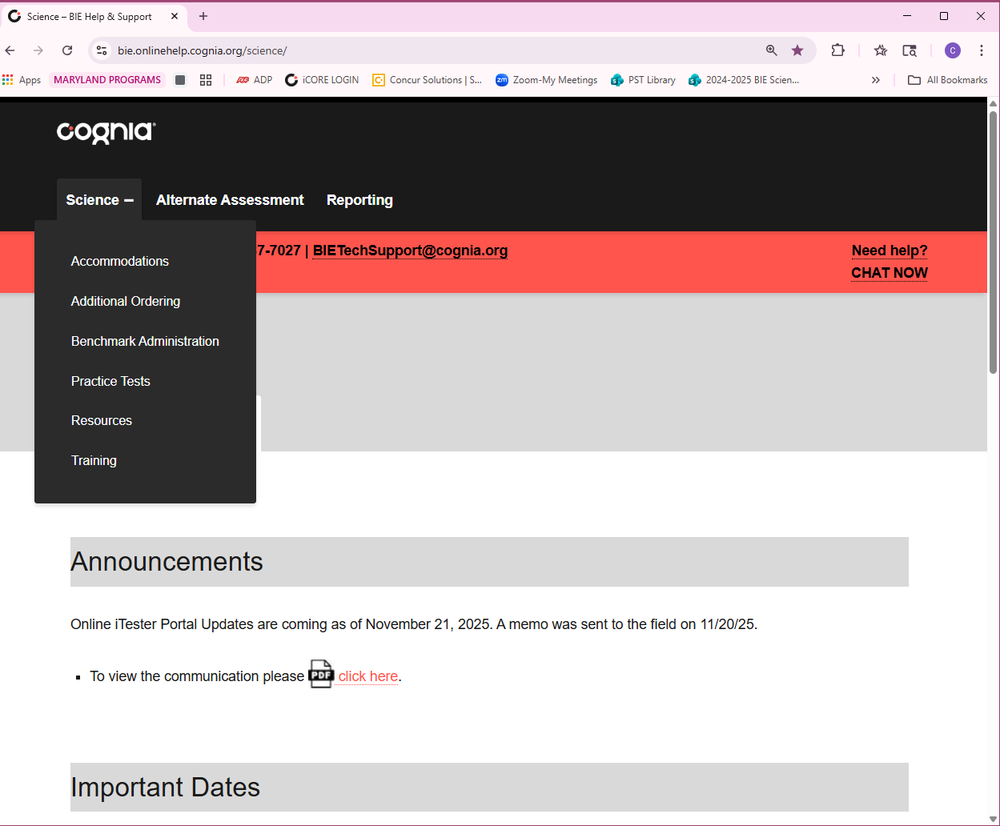 Science – BIE Help & Support
bie.onlinehelp.cognia.org/science/
C
Apps
MARYLAND PROGRAMS
ADP
iCORE LOGIN
Concur Solutions | S...
zm
Zoom-My Meetings
PST Library
2024-2025 BIE Scien...
All Bookmarks
cognia
Science –
Alternate Assessment
Reporting
7-7027 | BIETechSupport@cognia.org
Need help?
CHAT NOW
Accommodations
Additional Ordering
Benchmark Administration
Practice Tests
Resources
Training
Announcements
Online iTester Portal Updates are coming as of November 21, 2025. A memo was sent to the field on 11/20/25.
▪ To view the communication please PDF click here.
Important Dates